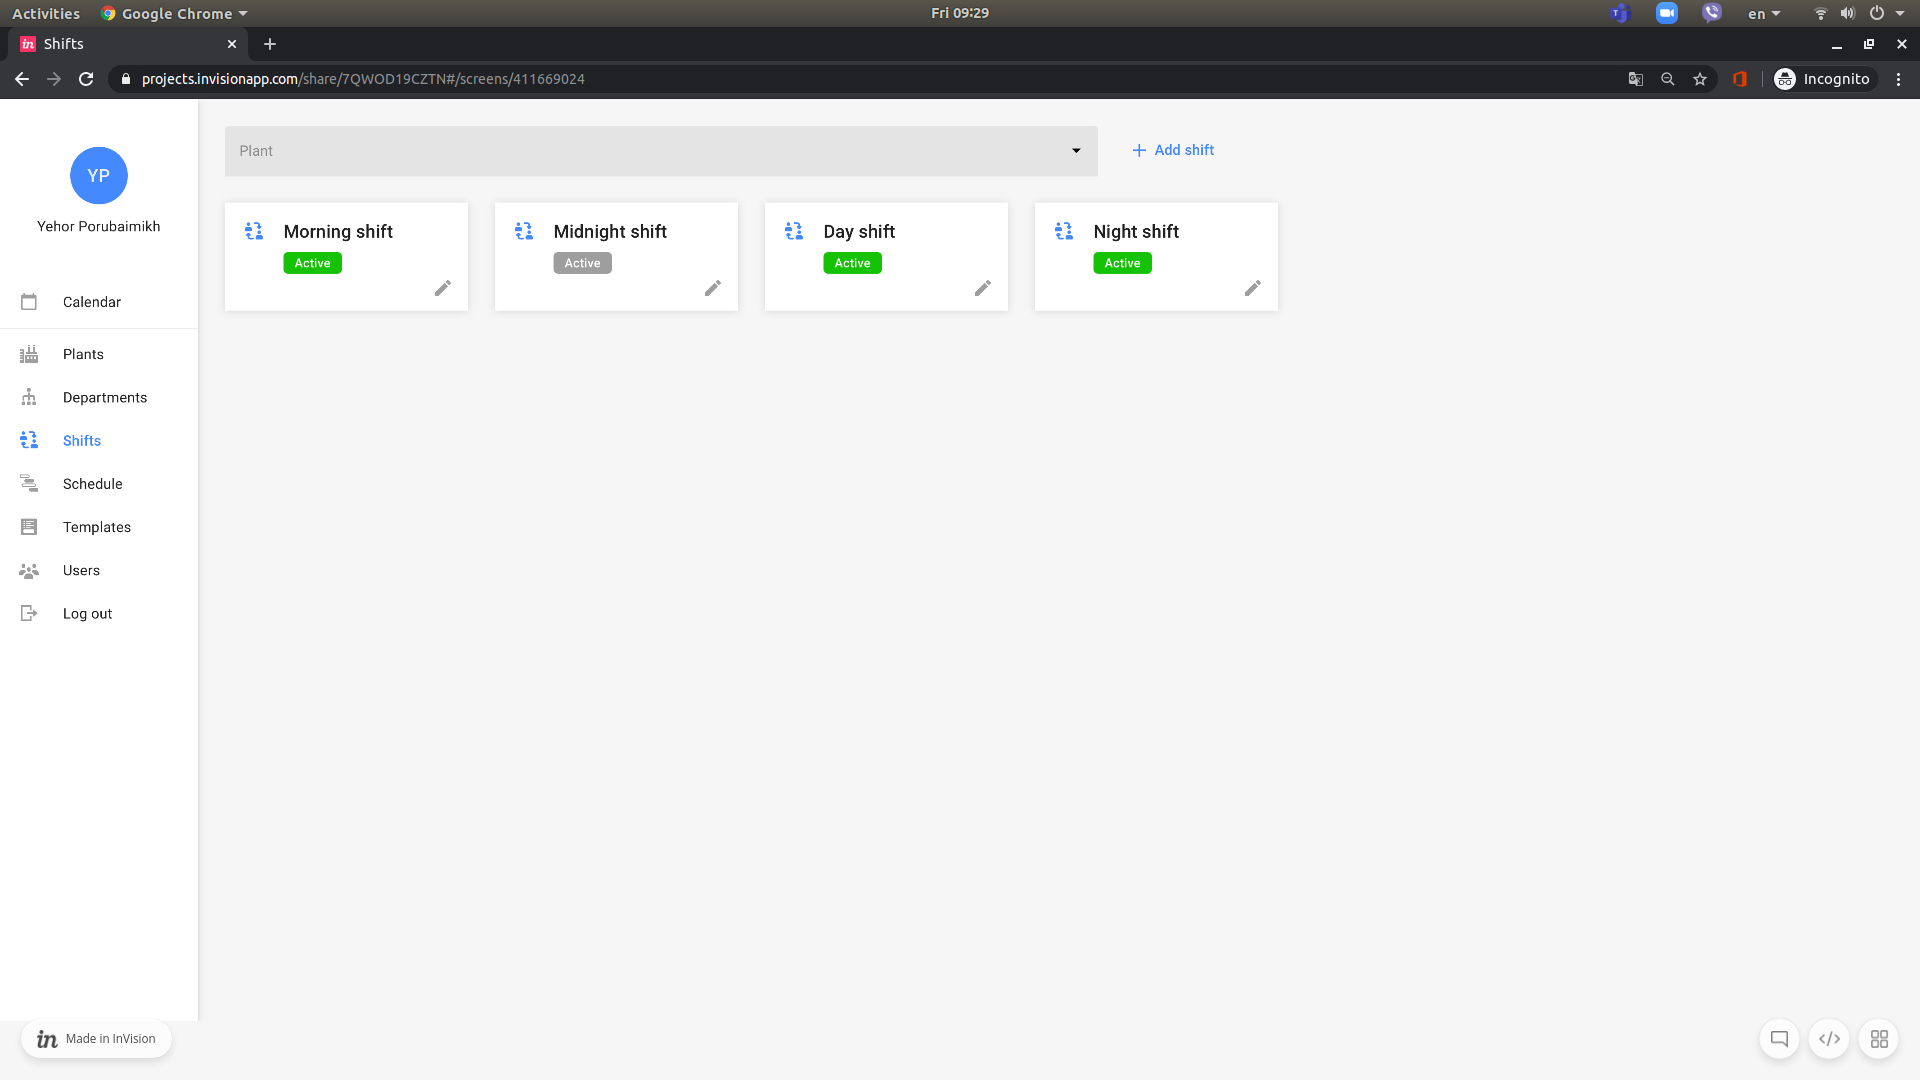 Activities
Google Chrome
Fri 09:29
en
in Shifts
projects.invisionapp.com/share/7QWOD19CZTN#/screens/411669024
Incognito
YP
Yehor Porubaimikh
Calendar
Plants
Departments
Shifts
Schedule
Templates
Users
Log out
Plant
Add shift
Morning shift
Active
Midnight shift
Active
Day shift
Active
Night shift
Active
in Made in InVision